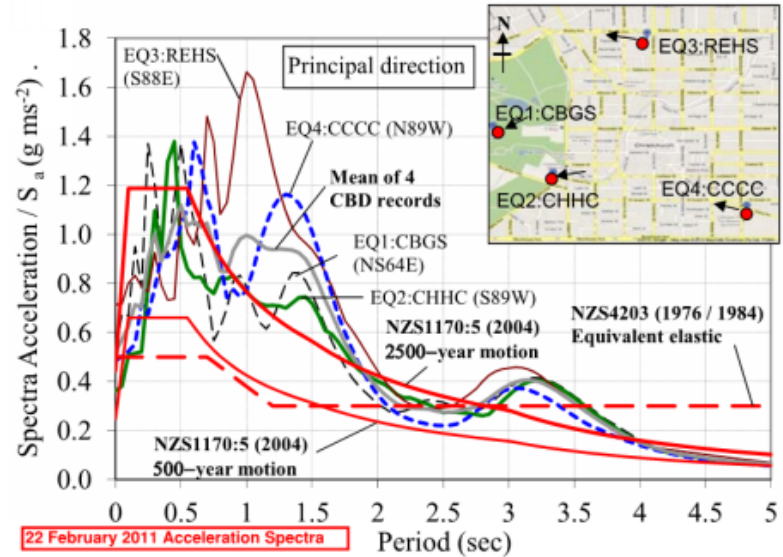 1.8
1.6
1.4
1.2
1.0
0.8
0.6
0.4
0.2
0.0
Spectra Acceleration / Sₐ (g ms⁻²) .
EQ3:REHS
(S88E)
Principal direction
EQ4:CCCC (N89W)
Mean of 4
CBD records
EQ1:CBGS
(NS64E)
EQ2:CHHC (S89W)
NZS1170:5 (2004)
2500–year motion
NZS4203 (1976 / 1984)
Equivalent elastic
NZS1170:5 (2004)
500–year motion
N
EQ3:REHS
EQ1:CBGS
EQ2:CHHC
EQ4:CCCC
0 0.5 1 1.5 2 2.5 3 3.5 4 4.5 5
Period (sec)
22 February 2011 Acceleration Spectra